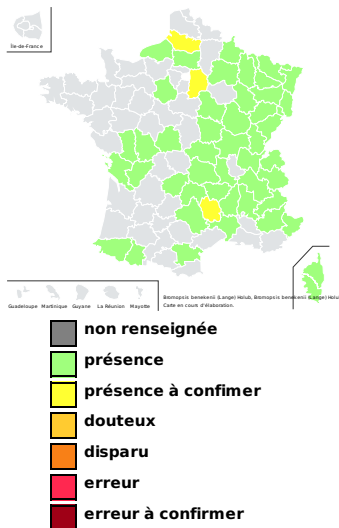 Île-de-France
Guadeloupe Martinique Guyane La Réunion Mayotte
Bromopsis benekenii (Lange) Holub, Bromopsis benekenii (Lange) Holu
Carte en cours d'élaboration.
non renseignée
présence
présence à confimer
douteux
disparu
erreur
erreur à confirmer